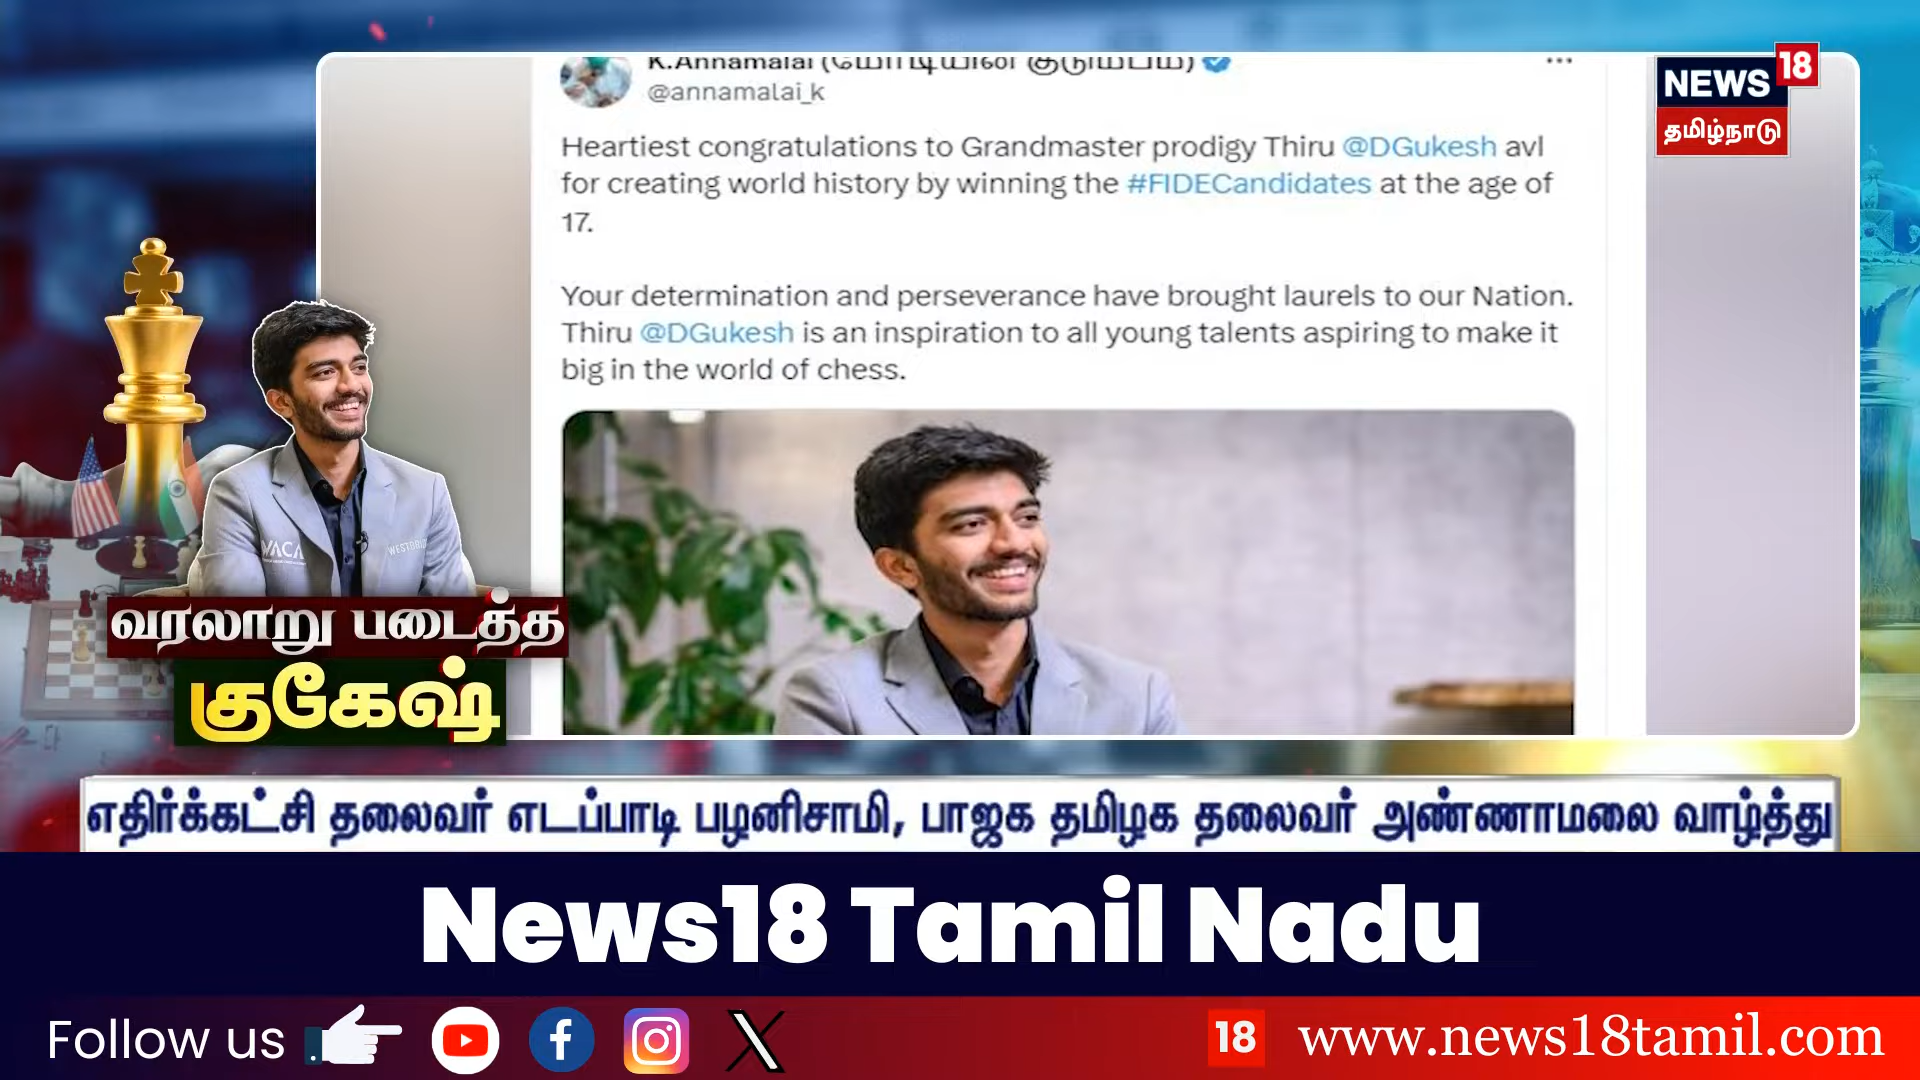 K.Annamalai (மோடியின் குடும்பம்)
@annamalai_k
Heartiest congratulations to Grandmaster prodigy Thiru @DGukesh avl
for creating world history by winning the #FIDECandidates at the age of
17.
Your determination and perseverance have brought laurels to our Nation.
Thiru @DGukesh is an inspiration to all young talents aspiring to make it
big in the world of chess.
NEWS 18
தமிழ்நாடு
VACA
WESTBRI
வரலாறு படைத்த
குகேஷ்
எதிர்க்கட்சி தலைவர் எடப்பாடி பழனிசாமி, பாஜக தமிழக தலைவர் அண்ணாமலை வாழ்த்து
News18 Tamil Nadu
Follow us
18 www.news18tamil.com